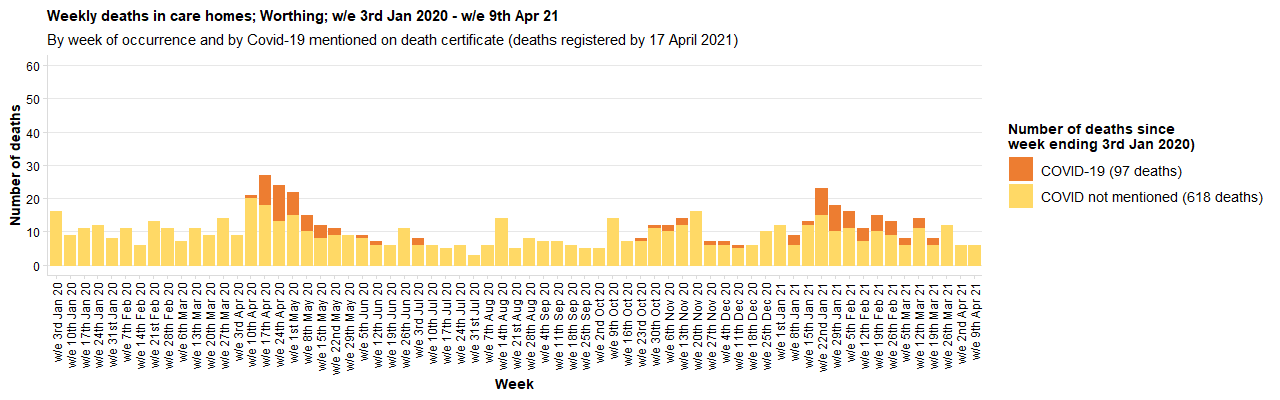 Weekly deaths in care homes; Worthing; w/e 3rd Jan 2020 - w/e 9th Apr 21
By week of occurrence and by Covid-19 mentioned on death certificate (deaths registered by 17 April 2021)
Number of deaths
60
50
40
30
20
10
0
w/e 3rd Jan 20
w/e 10th Jan 20
w/e 17th Jan 20
w/e 24th Jan 20
w/e 31st Jan 20
w/e 7th Feb 20
w/e 14th Feb 20
w/e 21st Feb 20
w/e 28th Feb 20
w/e 6th Mar 20
w/e 13th Mar 20
w/e 20th Mar 20
w/e 27th Mar 20
w/e 3rd Apr 20
w/e 10th Apr 20
w/e 17th Apr 20
w/e 24th Apr 20
w/e 1st May 20
w/e 8th May 20
w/e 15th May 20
w/e 22nd May 20
w/e 29th May 20
w/e 5th Jun 20
w/e 12th Jun 20
w/e 19th Jun 20
w/e 26th Jun 20
w/e 3rd Jul 20
w/e 10th Jul 20
w/e 17th Jul 20
w/e 24th Jul 20
w/e 31st Jul 20
w/e 7th Aug 20
w/e 14th Aug 20
w/e 21st Aug 20
w/e 28th Aug 20
w/e 4th Sep 20
w/e 11th Sep 20
w/e 18th Sep 20
w/e 25th Sep 20
w/e 2nd Oct 20
w/e 9th Oct 20
w/e 16th Oct 20
w/e 23rd Oct 20
w/e 30th Oct 20
w/e 6th Nov 20
w/e 13th Nov 20
w/e 20th Nov 20
w/e 27th Nov 20
w/e 4th Dec 20
w/e 11th Dec 20
w/e 18th Dec 20
w/e 25th Dec 20
w/e 1st Jan 21
w/e 8th Jan 21
w/e 15th Jan 21
w/e 22nd Jan 21
w/e 29th Jan 21
w/e 5th Feb 21
w/e 12th Feb 21
w/e 19th Feb 21
w/e 26th Feb 21
w/e 5th Mar 21
w/e 12th Mar 21
w/e 19th Mar 21
w/e 26th Mar 21
w/e 2nd Apr 21
w/e 9th Apr 21
Week
Number of deaths since
week ending 3rd Jan 2020)
COVID-19 (97 deaths)
COVID not mentioned (618 deaths)